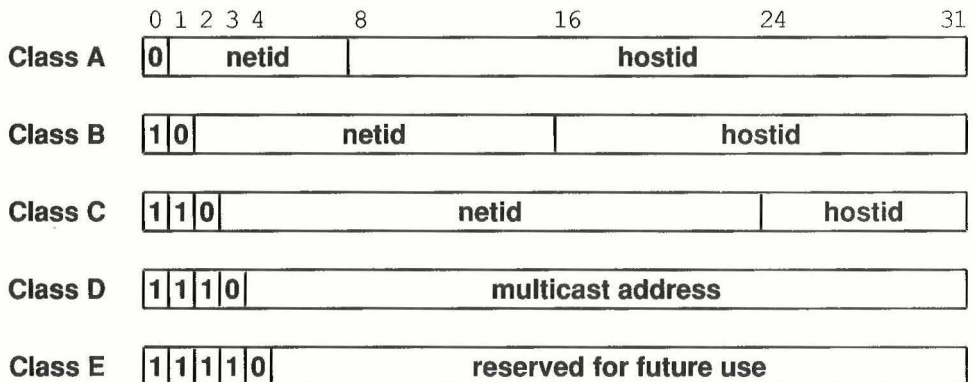 0 1 2 3 4 8 16 24 31
Class A 0 netid hostid
Class B 1 0 netid hostid
Class C 1 1 0 netid hostid
Class D 1 1 1 0 multicast address
Class E 1 1 1 1 0 reserved for future use